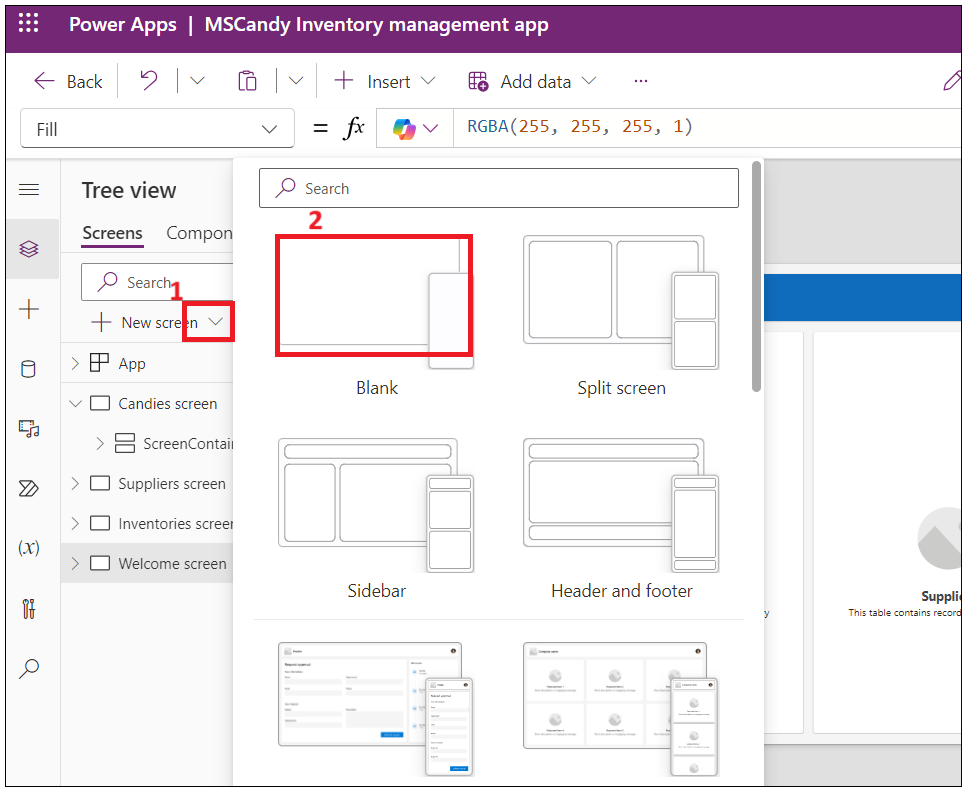 Power Apps | MSCandy Inventory management app
Back
Insert
Add data
...
Fill
= fx
RGBA(255, 255, 255, 1)
Tree view
Screens
Compon
Search
1
New screen
App
Candies screen
ScreenContai
Suppliers screen
Inventories screen
Welcome screen
(x)
Search
2
Blank
Split screen
Sidebar
Header and footer
Supplie
This table contains record
y